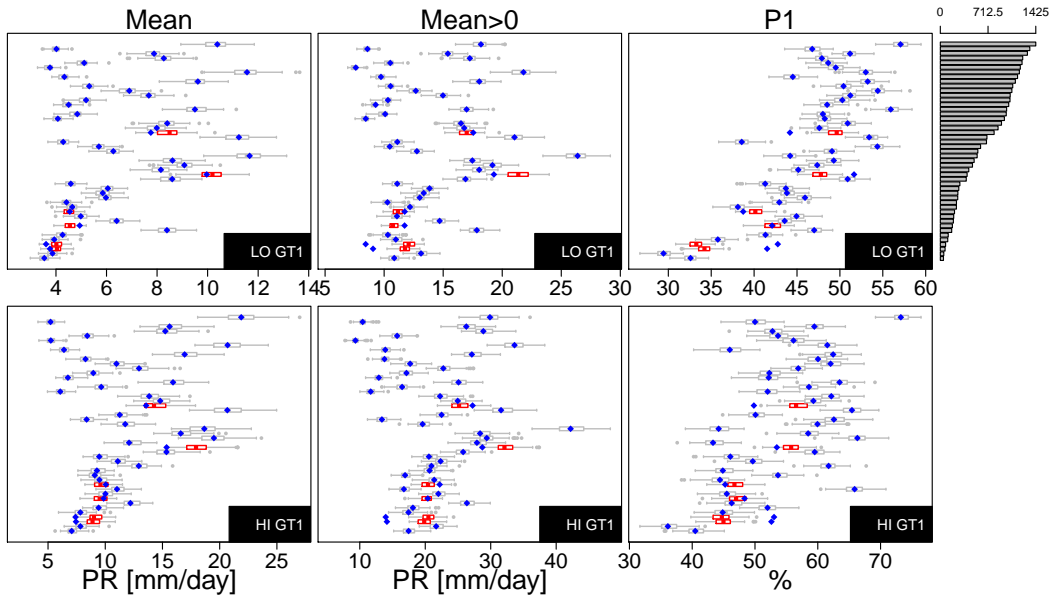 Mean
Mean>0
P1
0 712.5 1425
LO GT1
LO GT1
LO GT1
4 6 8 10 12 14
5 10 15 20 25 30
30 35 40 45 50 55 60
HI GT1
HI GT1
HI GT1
5 10 15 20 25
10 20 30 40
30 40 50 60 70
PR [mm/day]
PR [mm/day]
%